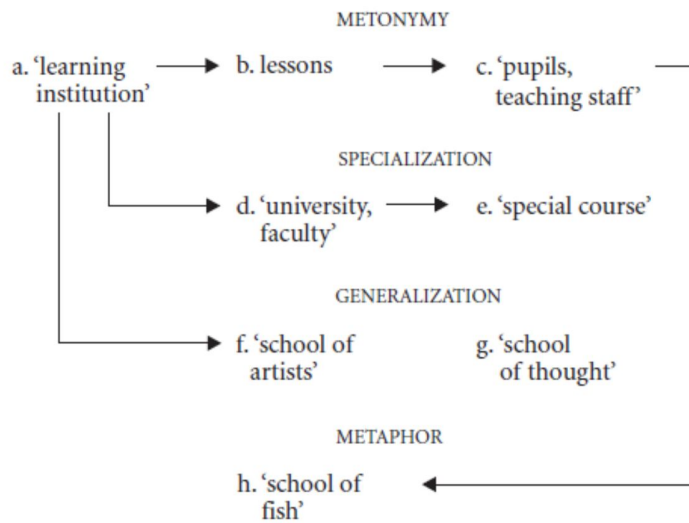 METONYMY
a. ‘learning institution’
b. lessons
c. ‘pupils, teaching staff’
SPECIALIZATION
d. ‘university, faculty’
e. ‘special course’
GENERALIZATION
f. ‘school of artists’
g. ‘school of thought’
METAPHOR
h. ‘school of fish’